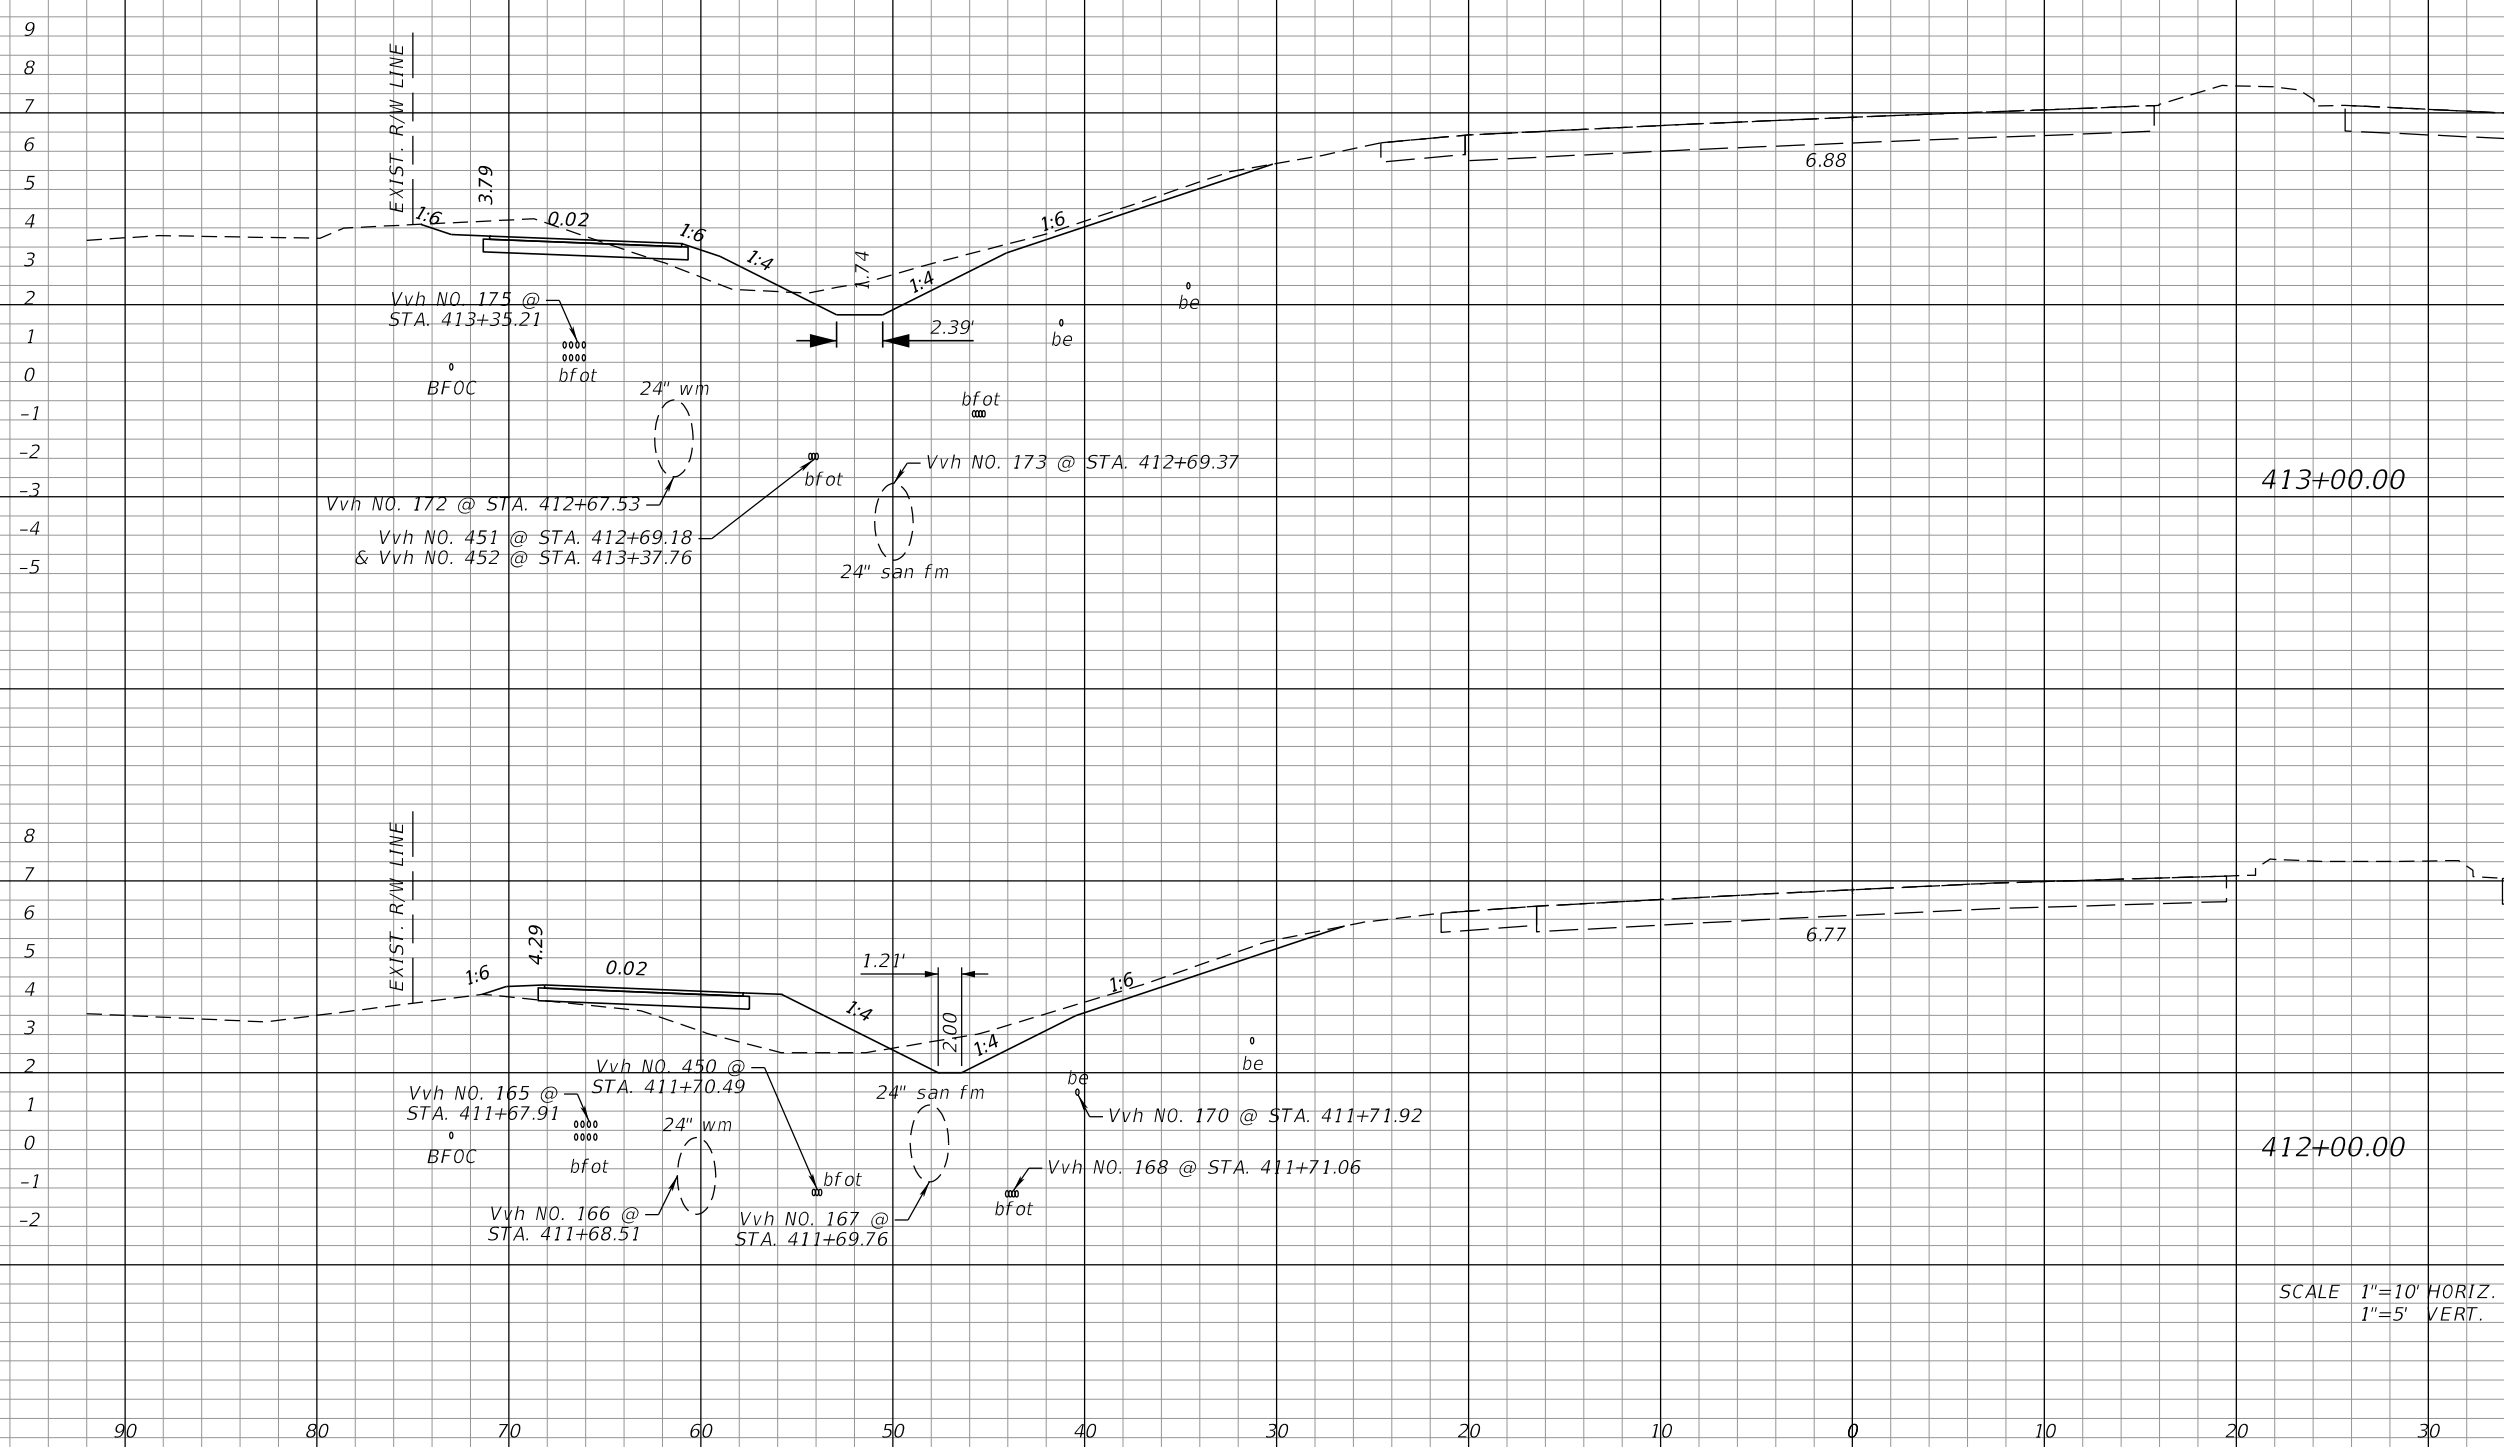 9
8
7
6
5
4
3
2
1
0
-1
-2
-3
-4
-5
EXIST. R/W LINE
1:6
3.79
0.02
1:6
1:4
1.74
1:4
1:6
2.39'
6.88
Vvh NO. 175 @
STA. 413+35.21
be
be
BFOC
bfot
24" wm
bfot
bfot
Vvh NO. 173 @ STA. 412+69.37
Vvh NO. 172 @ STA. 412+67.53
Vvh NO. 451 @ STA. 412+69.18
& Vvh NO. 452 @ STA. 413+37.76
24" san fm
413+00.00
8
7
6
5
4
3
2
1
0
-1
-2
EXIST. R/W LINE
1:6
4.29
0.02
1:4
1.21'
2.00
1:4
1:6
6.77
Vvh NO. 450 @
STA. 411+70.49
Vvh NO. 165 @
STA. 411+67.91
24" san fm
be
be
Vvh NO. 170 @ STA. 411+71.92
24" wm
BFOC
bfot
bfot
Vvh NO. 168 @ STA. 411+71.06
bfot
Vvh NO. 166 @
STA. 411+68.51
Vvh NO. 167 @
STA. 411+69.76
412+00.00
SCALE 1"=10' HORIZ.
1"=5' VERT.
90 80 70 60 50 40 30 20 10 0 10 20 30